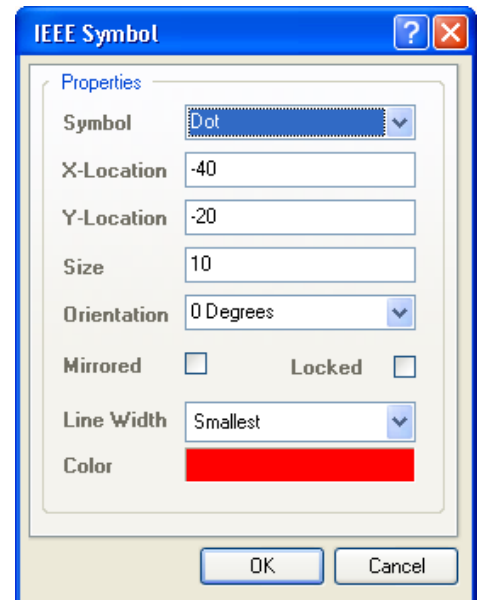 IEEE Symbol
Properties
Symbol Dot
X-Location -40
Y-Location -20
Size 10
Orientation 0 Degrees
Mirrored Locked
Line Width Smallest
Color
OK Cancel